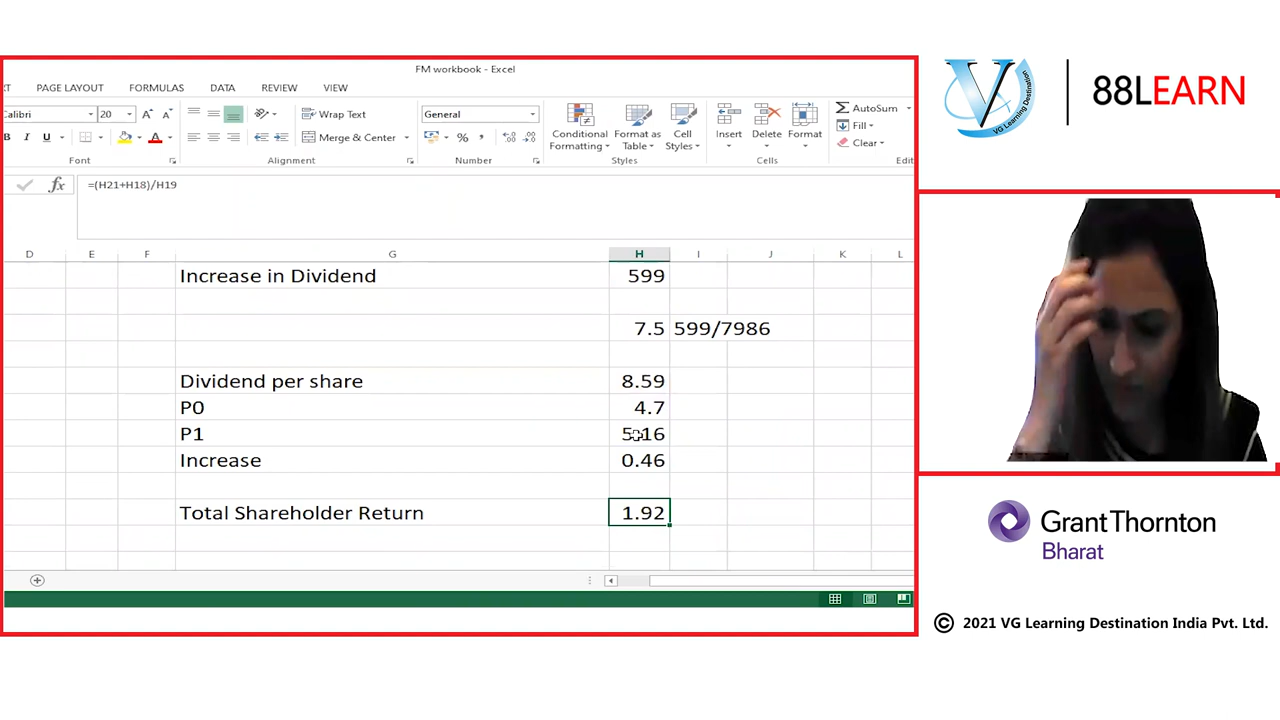 FM workbook - Excel
PAGE LAYOUT FORMULAS DATA REVIEW VIEW
Calibri 20 A A Wrap Text General Conditional Formatting Format as Table Cell Styles Insert Delete Format AutoSum
B I U A Merge & Center % , Fill
Clear
Font Alignment Number Styles Cells
fx =(H21+H18)/H19
D E F G H I J K L
Increase in Dividend 599
7.5 599/7986
Dividend per share 8.59
P0 4.7
P1 5.16
Increase 0.46
Total Shareholder Return 1.92
V
VG Learning Destination
88LEARN
Grant Thornton
Bharat
© 2021 VG Learning Destination India Pvt. Ltd.